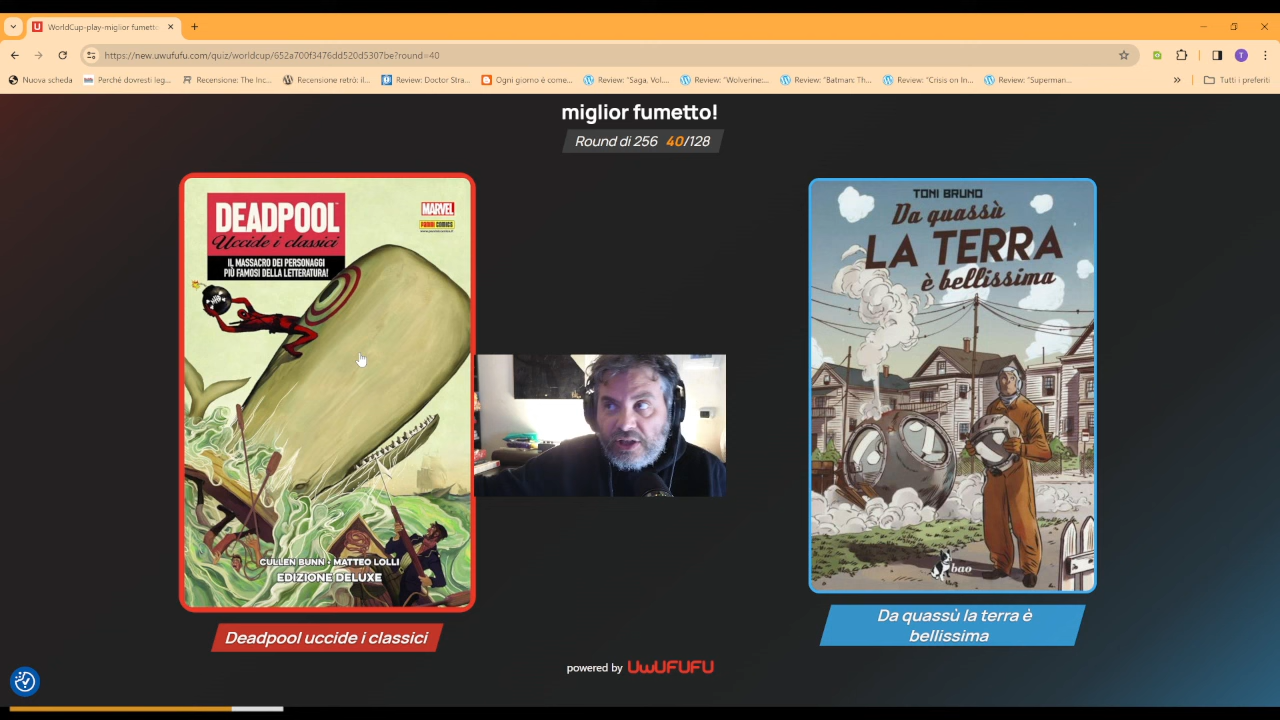 WorldCup-play-miglior fumetto
https://new.uwufufu.com/quiz/worldcup/652a700f3476dd520d5307be?round=40
T
Nuova scheda
Perché dovresti leg...
Recensione: The Inc...
Recensione retrò: il...
Review: Doctor Stra...
Ogni giorno è come...
Review: "Saga, Vol....
Review: "Wolverine:...
Review: "Batman: Th...
Review: "Crisis on In...
Review: "Superman...
Tutti i preferiti
miglior fumetto!
Round di 256 40/128
DEADPOOL
Uccide i classici
IL MASSACRO DEI PERSONAGGI
PIÙ FAMOSI DELLA LETTERATURA!
MARVEL
PANINI COMICS
CULLEN BUNN • MATTEO LOLLI
EDIZIONE DELUXE
Deadpool uccide i classici
TONI BRUNO
Da quassù
LA TERRA
è bellissima
bao
Da quassù la terra è
bellissima
powered by UwUFUFU